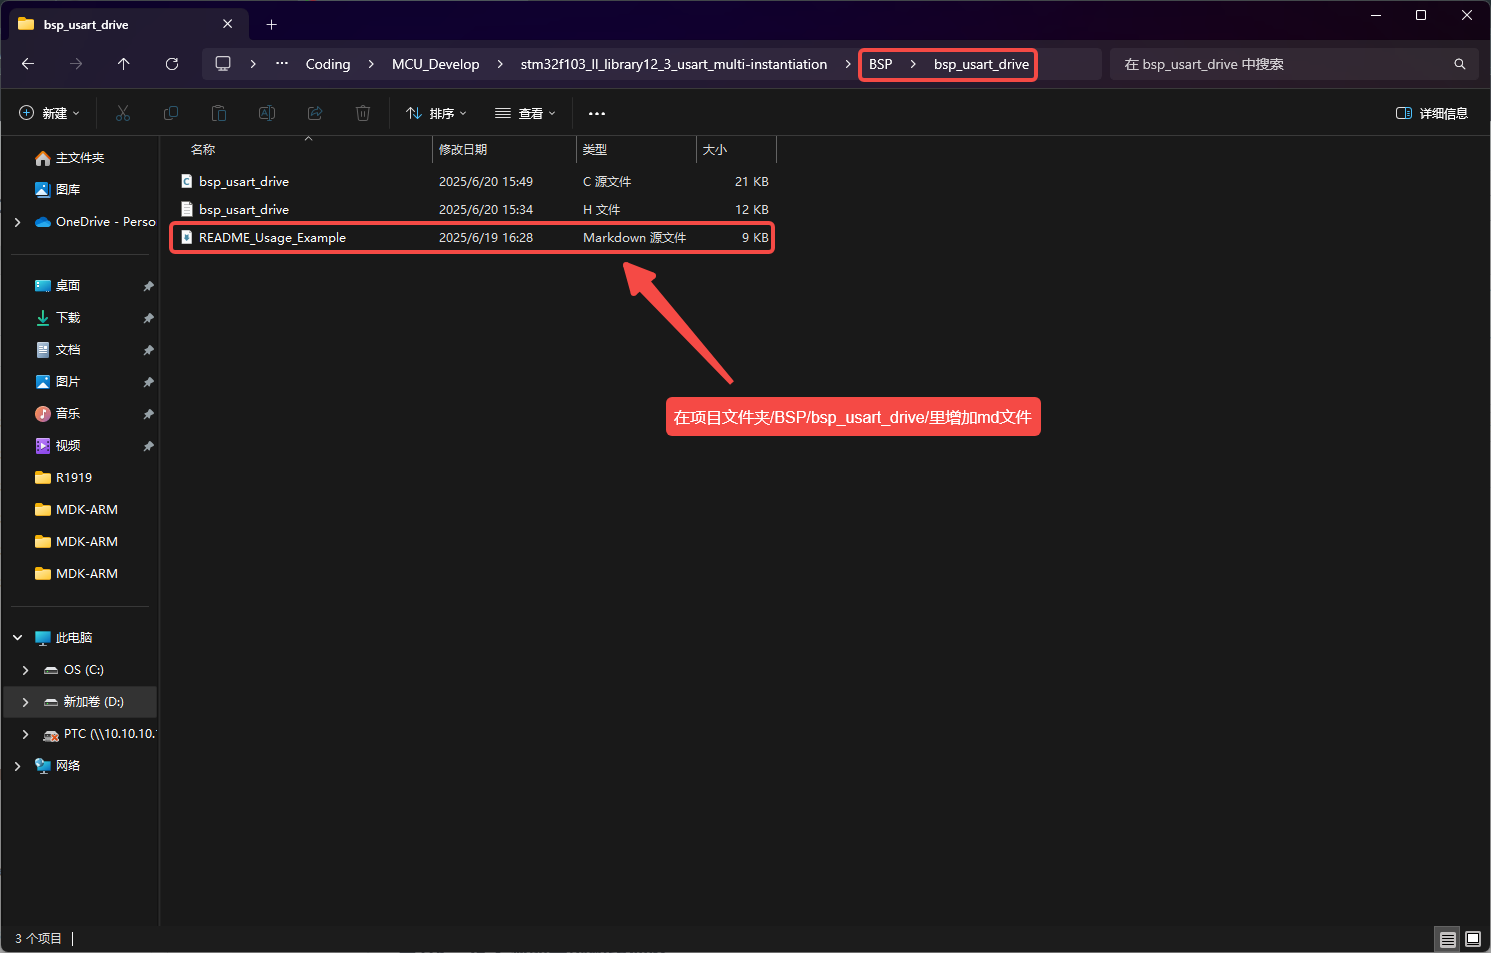 bsp_usart_drive
Coding
MCU_Develop
stm32f103_ll_library12_3_usart_multi-instantiation
BSP
bsp_usart_drive
在 bsp_usart_drive 中搜索
新建
排序
查看
详细信息
名称
修改日期
类型
大小
主文件夹
图库
OneDrive - Perso
桌面
下载
文档
图片
音乐
视频
R1919
MDK-ARM
MDK-ARM
MDK-ARM
此电脑
OS (C:)
新加卷 (D:)
PTC (\\10.10.10.
网络
bsp_usart_drive 2025/6/20 15:49 C 源文件 21 KB
bsp_usart_drive 2025/6/20 15:34 H 文件 12 KB
README_Usage_Example 2025/6/19 16:28 Markdown 源文件 9 KB
在项目文件夹/BSP/bsp_usart_drive/里增加md文件
3 个项目